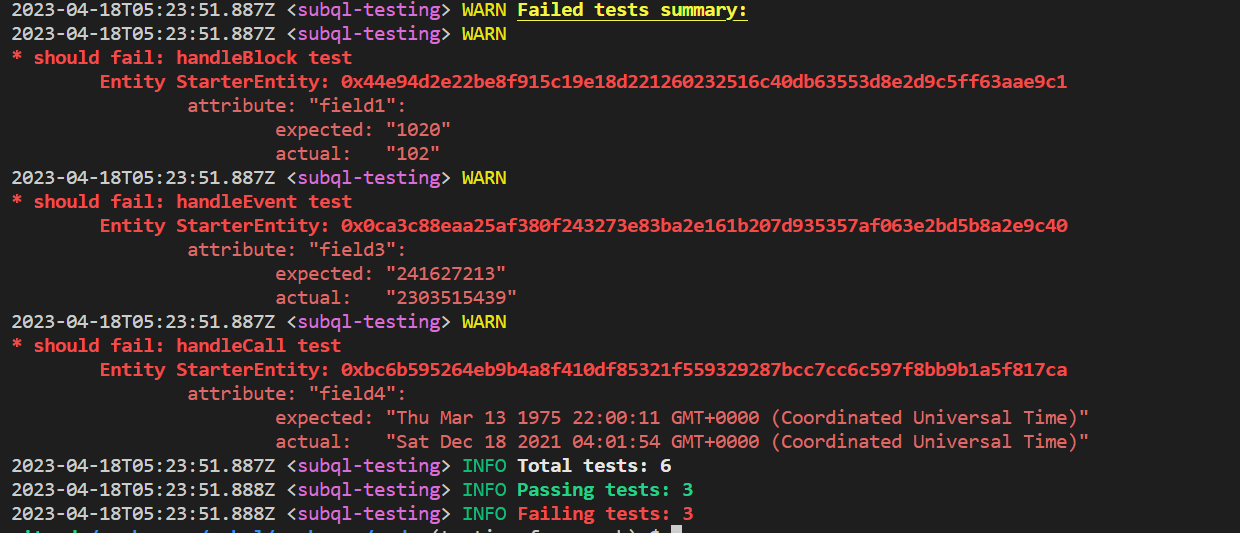 2023-04-18T05:23:51.887Z <subql-testing> WARN Failed tests summary:
2023-04-18T05:23:51.887Z <subql-testing> WARN
* should fail: handleBlock test
Entity StarterEntity: 0x44e94d2e22be8f915c19e18d221260232516c40db63553d8e2d9c5ff63aae9c1
attribute: "field1":
expected: "1020"
actual: "102"
2023-04-18T05:23:51.887Z <subql-testing> WARN
* should fail: handleEvent test
Entity StarterEntity: 0x0ca3c88eaa25af380f243273e83ba2e161b207d935357af063e2bd5b8a2e9c40
attribute: "field3":
expected: "241627213"
actual: "2303515439"
2023-04-18T05:23:51.887Z <subql-testing> WARN
* should fail: handleCall test
Entity StarterEntity: 0xbc6b595264eb9b4a8f410df85321f559329287bcc7cc6c597f8bb9b1a5f817ca
attribute: "field4":
expected: "Thu Mar 13 1975 22:00:11 GMT+0000 (Coordinated Universal Time)"
actual: "Sat Dec 18 2021 04:01:54 GMT+0000 (Coordinated Universal Time)"
2023-04-18T05:23:51.887Z <subql-testing> INFO Total tests: 6
2023-04-18T05:23:51.888Z <subql-testing> INFO Passing tests: 3
2023-04-18T05:23:51.888Z <subql-testing> INFO Failing tests: 3